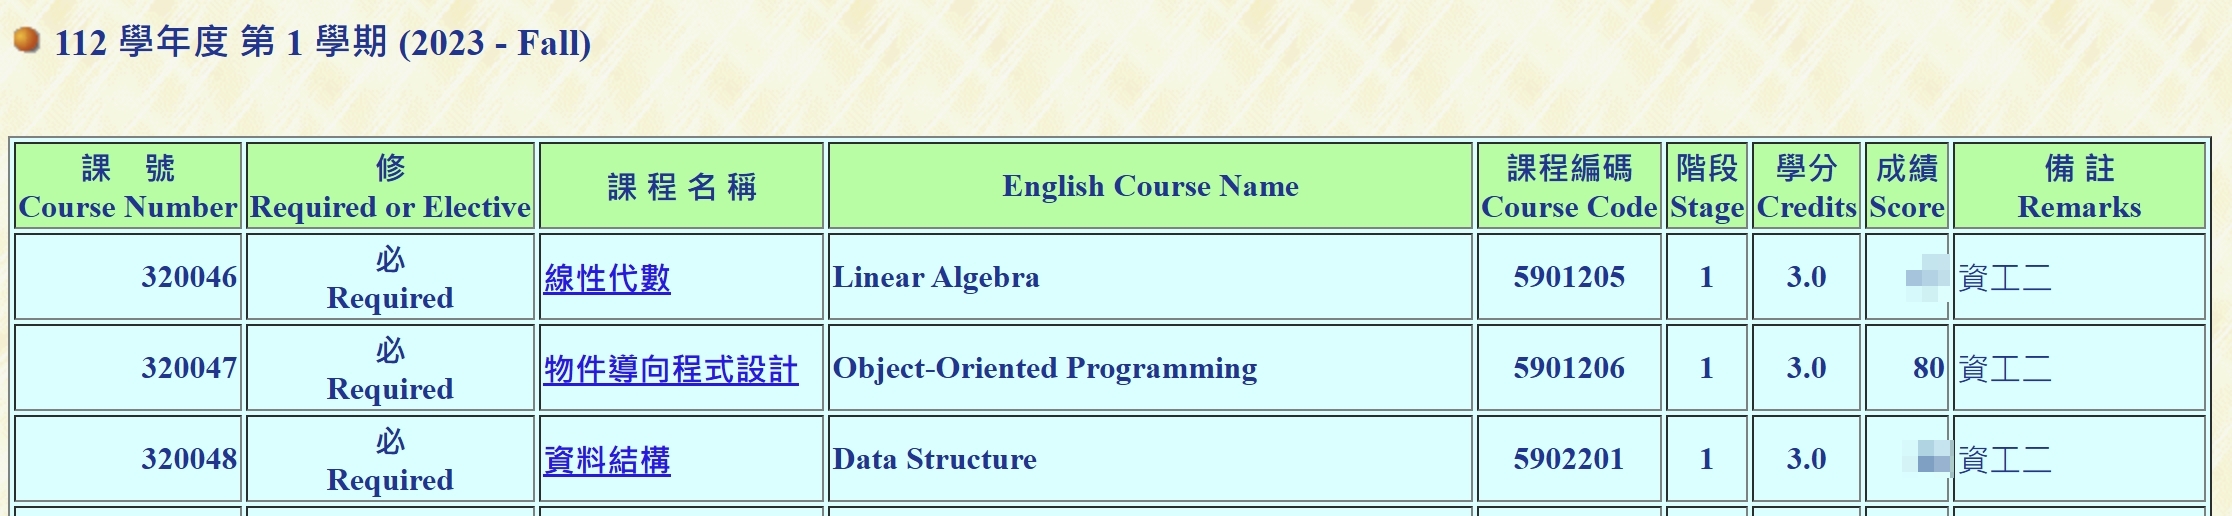 112 學年度 第 1 學期 (2023 - Fall)
課 號 Course Number
修 Required or Elective
課 程 名 稱
English Course Name
課程編碼 Course Code
階段 Stage
學分 Credits
成績 Score
備 註 Remarks
320046 必 Required 線性代數 Linear Algebra 5901205 1 3.0 資工二
320047 必 Required 物件導向程式設計 Object-Oriented Programming 5901206 1 3.0 80 資工二
320048 必 Required 資料結構 Data Structure 5902201 1 3.0 資工二